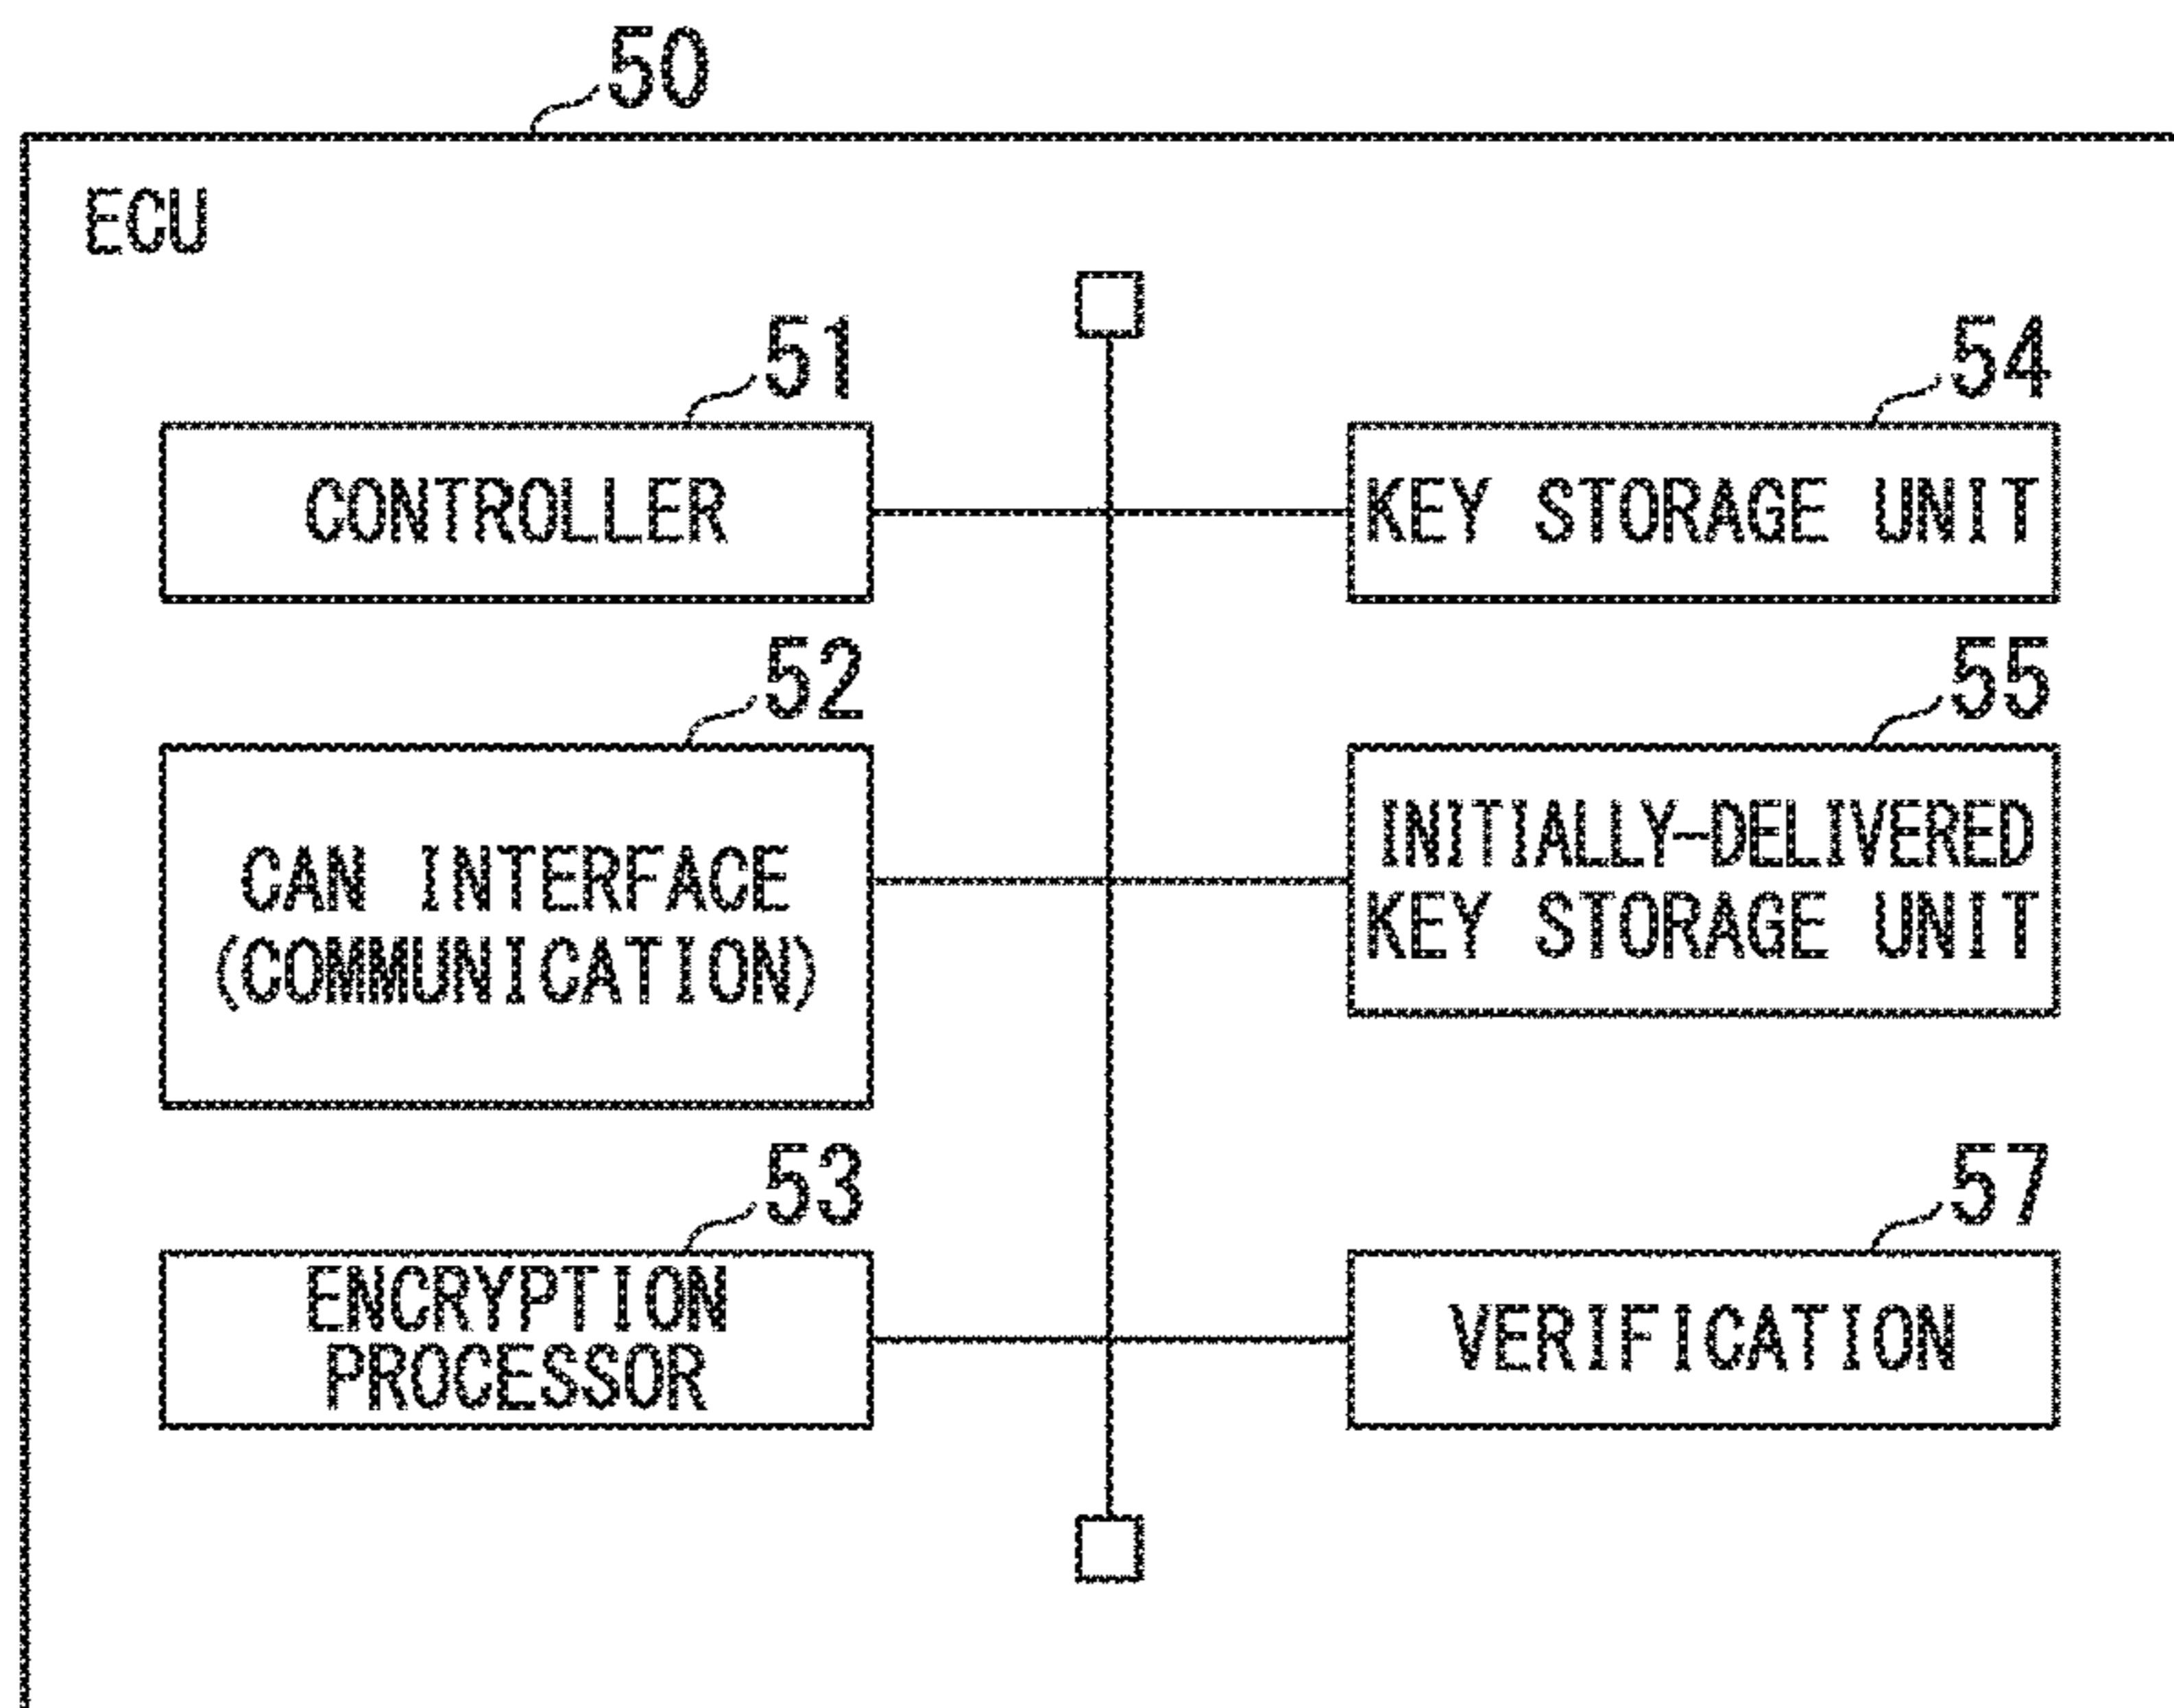 50
ECU
51
CONTROLLER
54
KEY STORAGE UNIT
52
CAN INTERFACE
(COMMUNICATION)
55
INITIALLY-DELIVERED
KEY STORAGE UNIT
53
ENCRYPTION
PROCESSOR
57
VERIFICATION